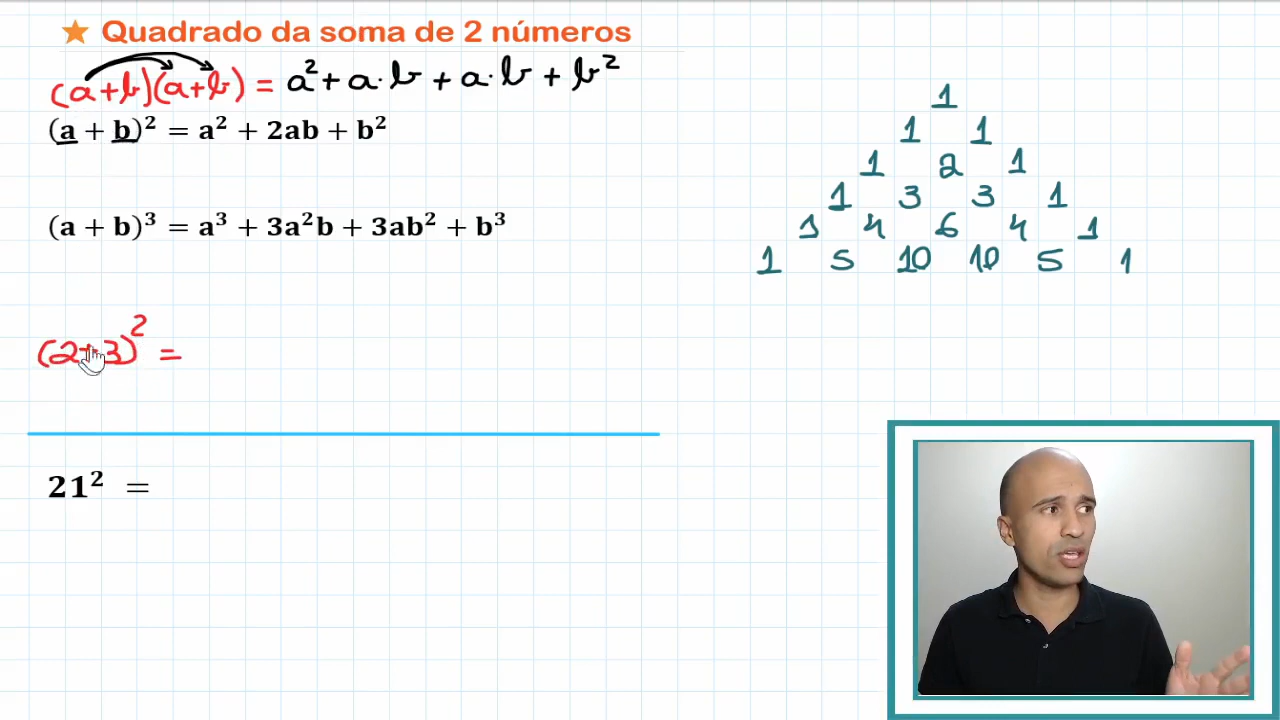 Quadrado da soma de 2 números
(a+b)(a+b) = a² + a·b + a·b + b²
(a + b)² = a² + 2ab + b²
(a + b)³ = a³ + 3a²b + 3ab² + b³
(2+3)² =
21² =
1
1 1
1 2 1
1 3 3 1
1 4 6 4 1
1 5 10 10 5 1